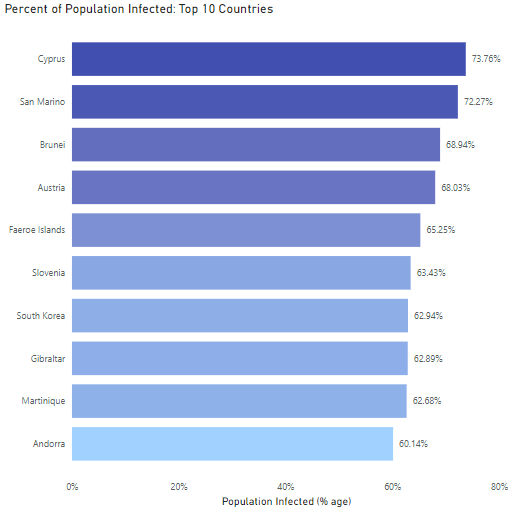 Percent of Population Infected: Top 10 Countries
Cyprus 73.76%
San Marino 72.27%
Brunei 68.94%
Austria 68.03%
Faeroe Islands 65.25%
Slovenia 63.43%
South Korea 62.94%
Gibraltar 62.89%
Martinique 62.68%
Andorra 60.14%
0% 20% 40% 60% 80%
Population Infected (% age)